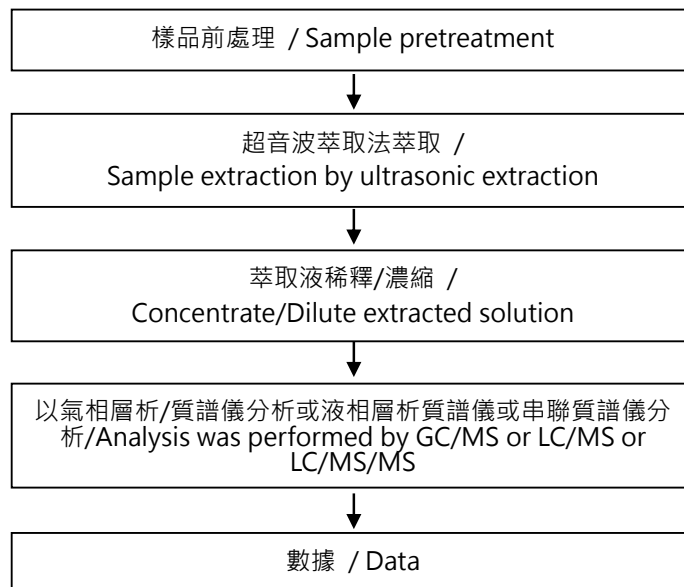 樣品前處理 / Sample pretreatment
超音波萃取法萃取 /
Sample extraction by ultrasonic extraction
萃取液稀釋/濃縮 /
Concentrate/Dilute extracted solution
以氣相層析/質譜儀分析或液相層析質譜儀或串聯質譜儀分
析/Analysis was performed by GC/MS or LC/MS or
LC/MS/MS
數據 / Data